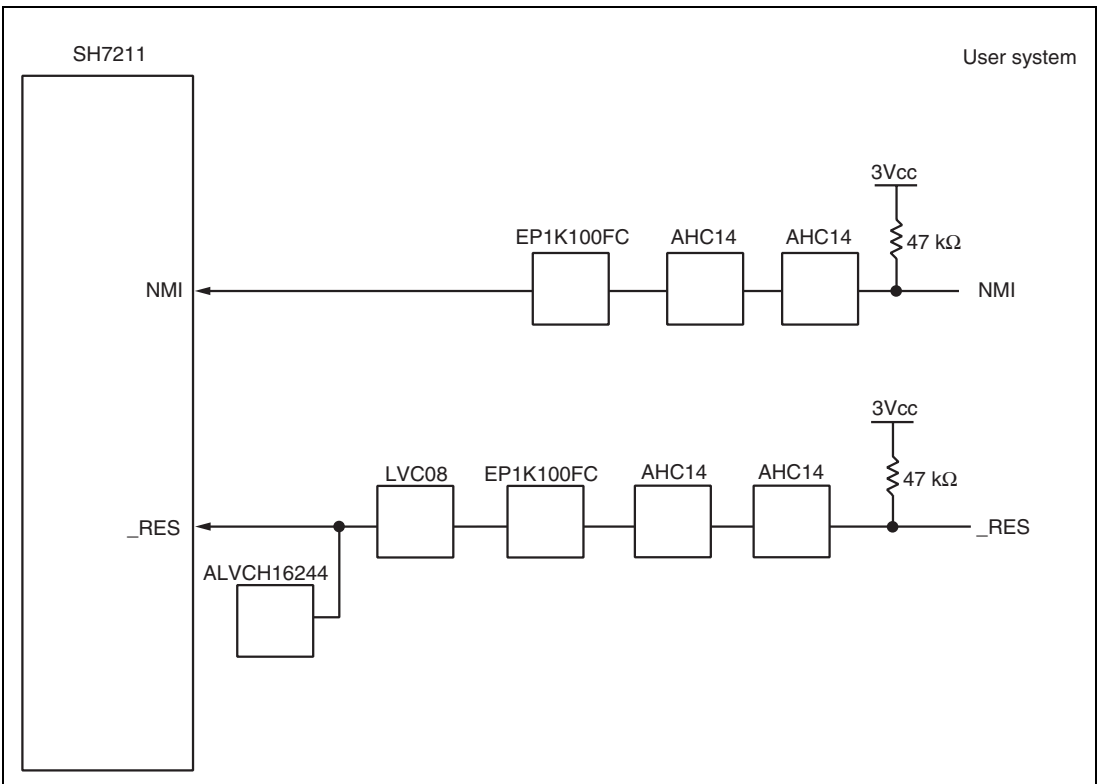 SH7211
User system
3Vcc
47 kΩ
EP1K100FC
AHC14
AHC14
NMI
NMI
3Vcc
47 kΩ
LVC08
EP1K100FC
AHC14
AHC14
_RES
_RES
ALVCH16244